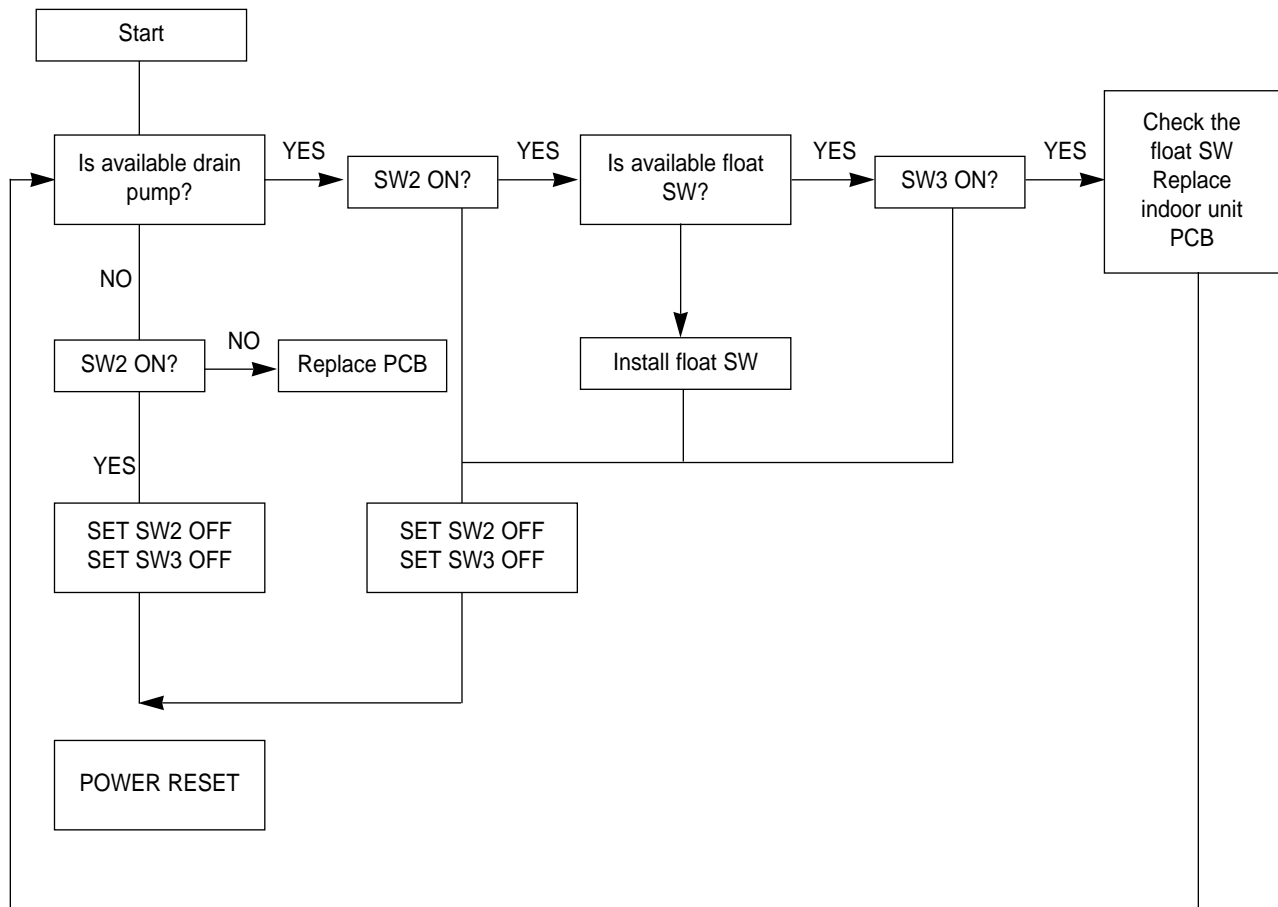 Start
Is available drain
pump?
YES
SW2 ON?
YES
Is available float
SW?
YES
SW3 ON?
YES
Check the
float SW
Replace
indoor unit
PCB
NO
SW2 ON?
NO
Replace PCB
Install float SW
YES
SET SW2 OFF
SET SW3 OFF
SET SW2 OFF
SET SW3 OFF
POWER RESET